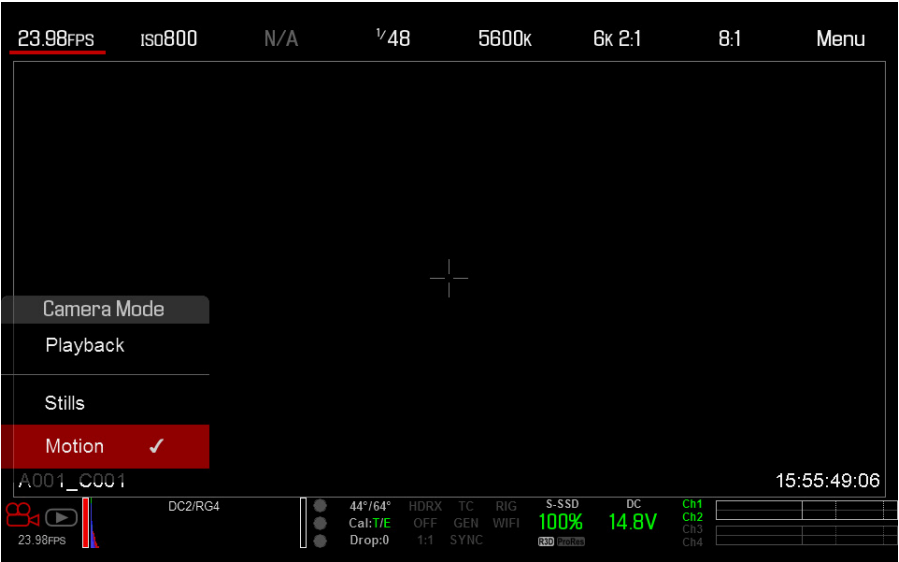 23.98FPS ISO800 N/A 1/48 5600K 6K 2:1 8:1 Menu
Camera Mode
Playback
Stills
Motion ✓
A001_C001 15:55:49:06
DC2/RG4 44°/64° HDRX TC RIG S-SSD DC Ch1
Cal:T/E OFF GEN WIFI 100% 14.8V Ch2
23.98FPS Drop:0 1:1 SYNC R3D ProRes Ch3
Ch4